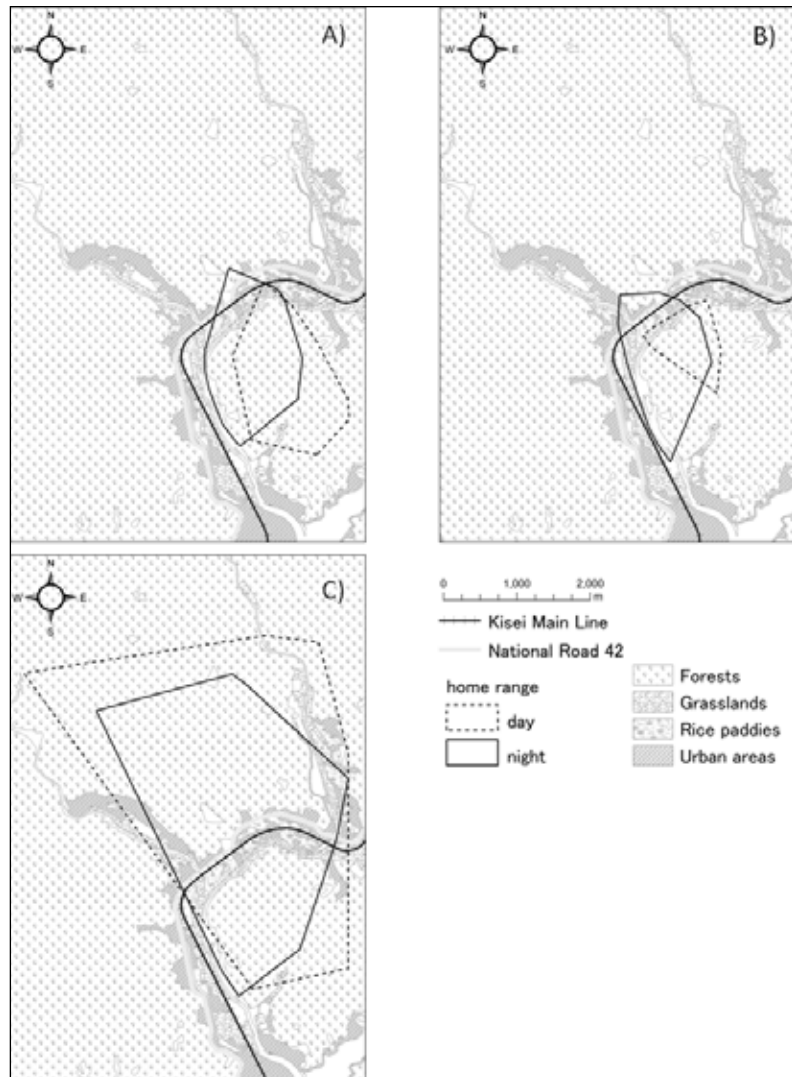 N
W E
S
A)
N
W E
S
B)
N
W E
S
C)
0 1,000 2,000
m
Kisei Main Line
National Road 42
home range
day
night
Forests
Grasslands
Rice paddies
Urban areas